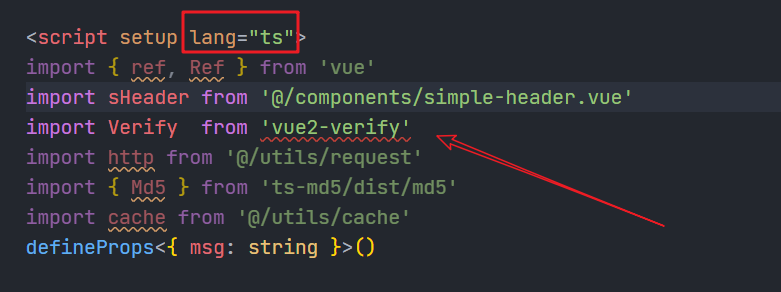 <script setup lang="ts">
import { ref, Ref } from 'vue'
import sHeader from '@/components/simple-header.vue'
import Verify  from 'vue2-verify'
import http from '@/utils/request'
import { Md5 } from 'ts-md5/dist/md5'
import cache from '@/utils/cache'
defineProps<{ msg: string }>()